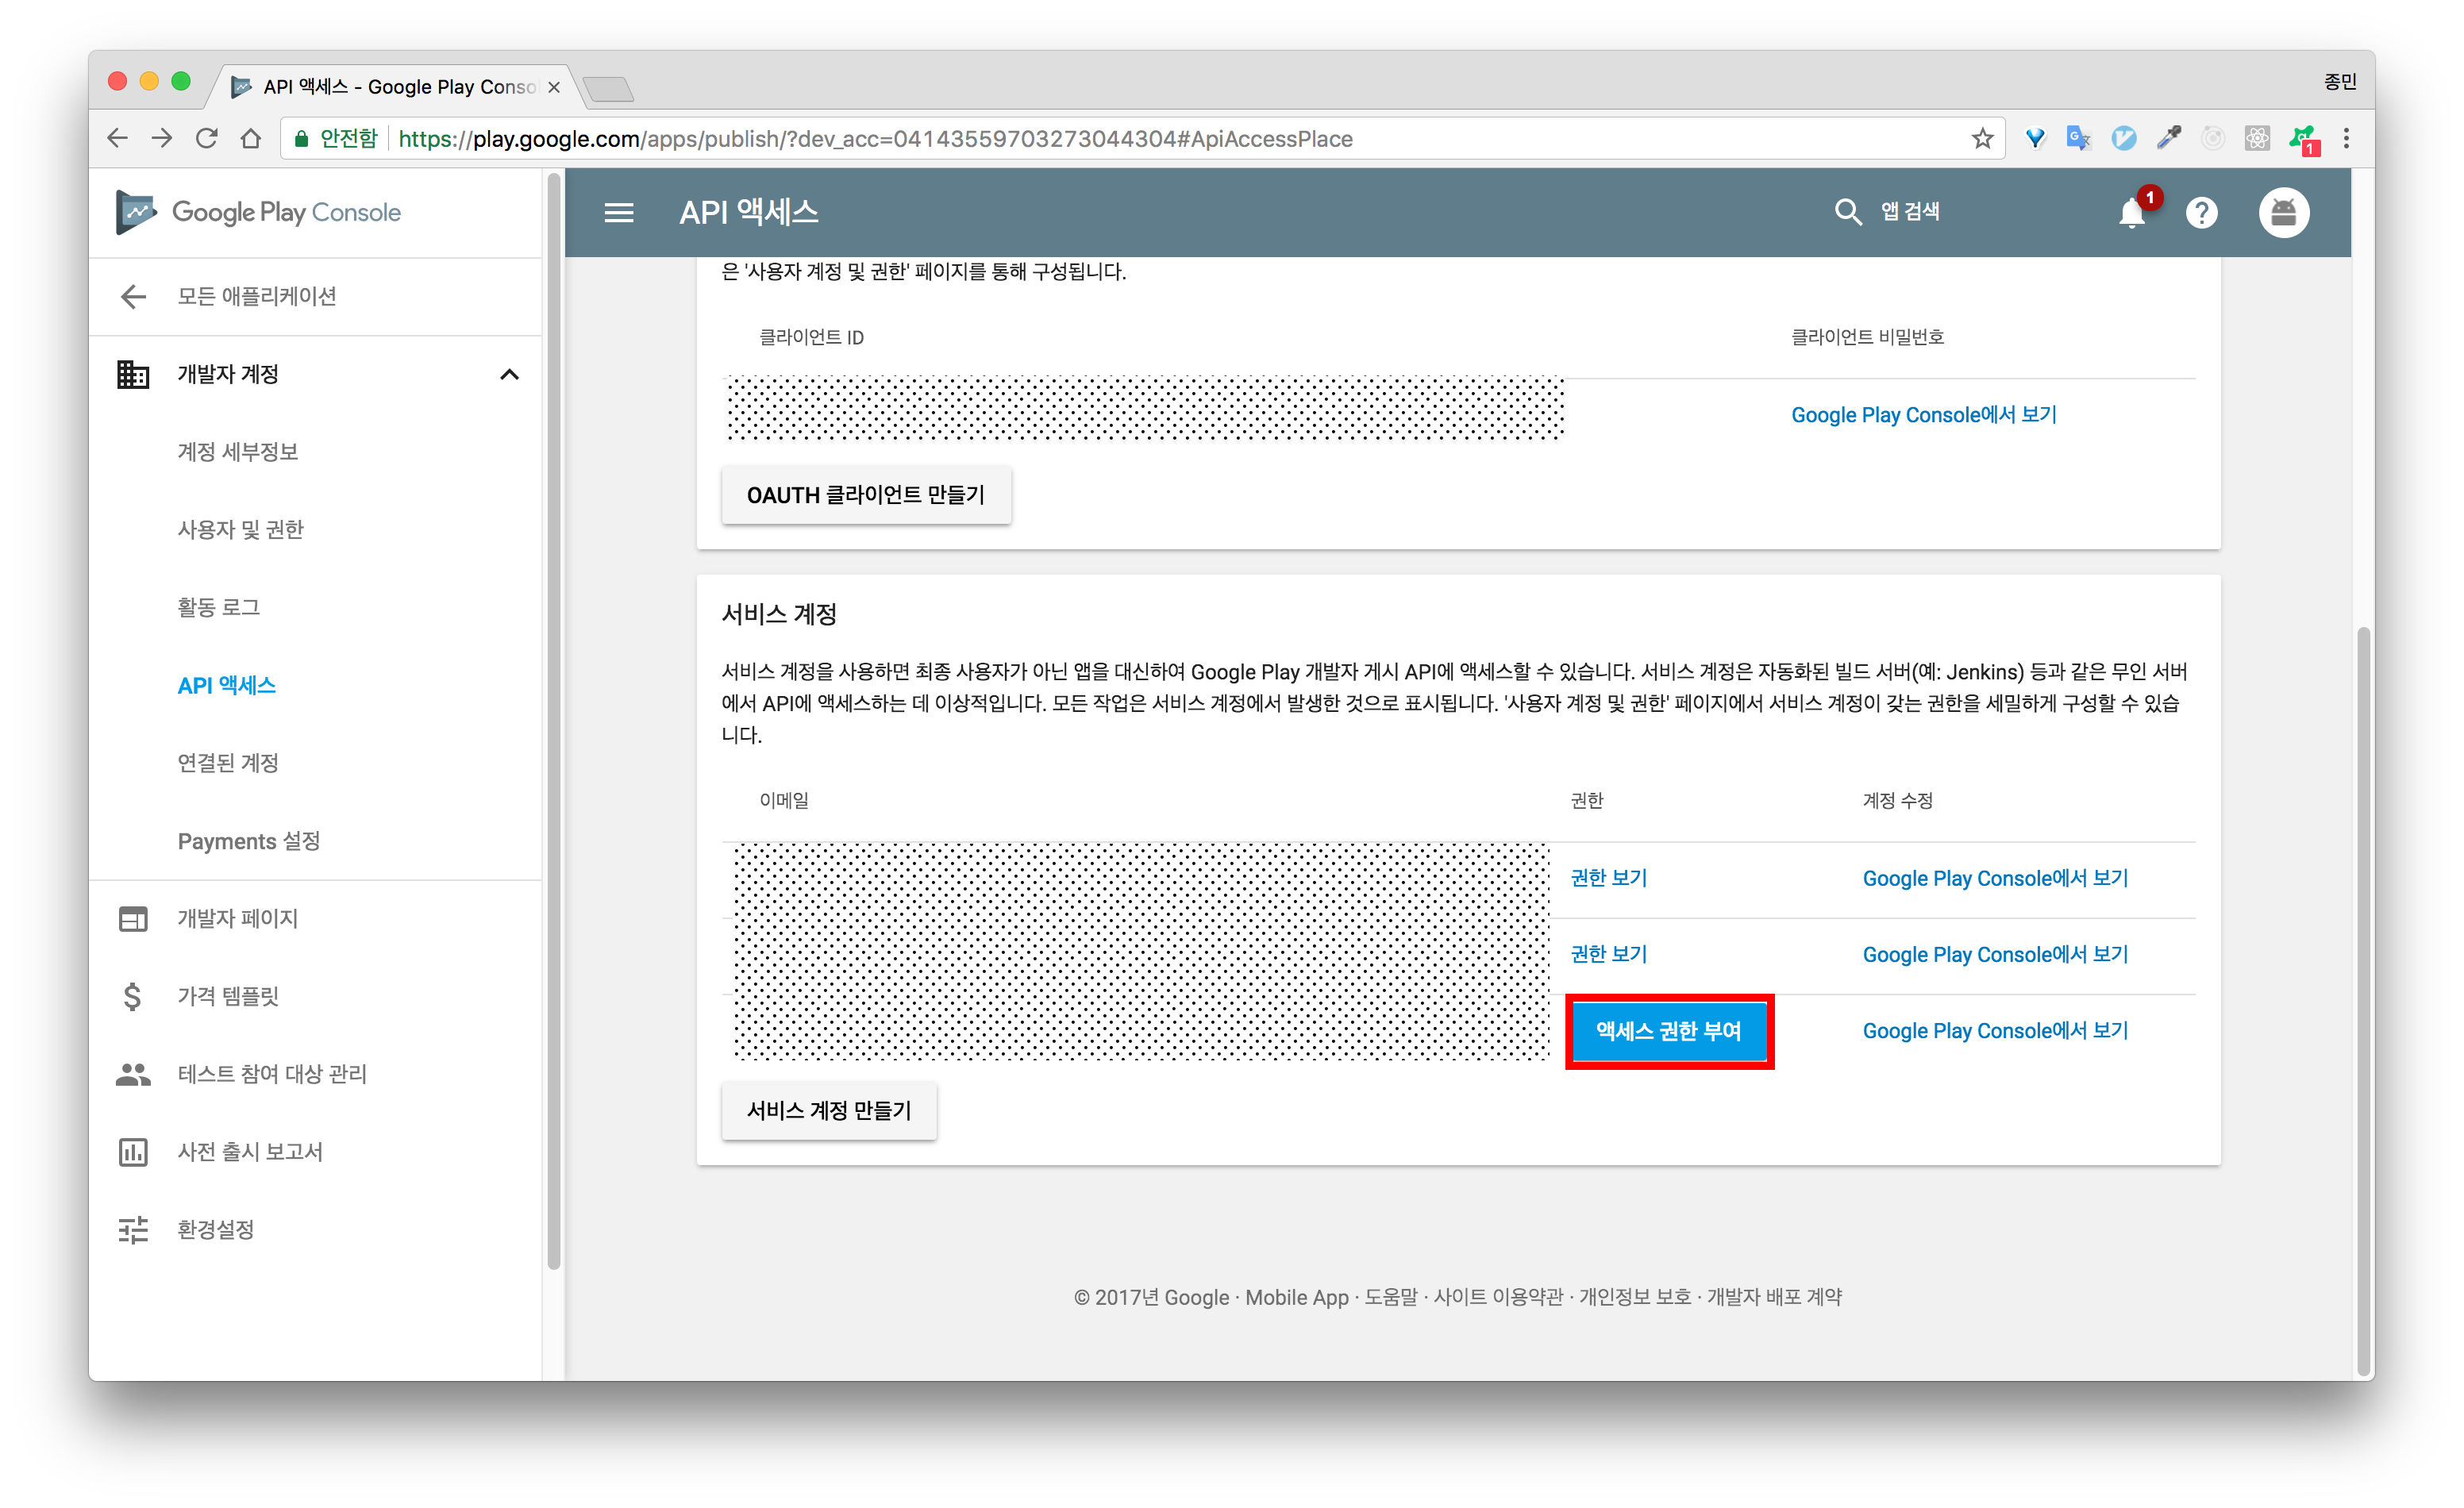 API 액세스 - Google Play Conso
종민
안전함 https://play.google.com/apps/publish/?dev_acc=04143559703273044304#ApiAccessPlace
1
Google Play Console
모든 애플리케이션
개발자 계정
계정 세부정보
사용자 및 권한
활동 로그
API 액세스
연결된 계정
Payments 설정
개발자 페이지
가격 템플릿
테스트 참여 대상 관리
사전 출시 보고서
환경설정
API 액세스
앱 검색
1
은 '사용자 계정 및 권한' 페이지를 통해 구성됩니다.
클라이언트 ID 클라이언트 비밀번호
Google Play Console에서 보기
OAUTH 클라이언트 만들기
서비스 계정
서비스 계정을 사용하면 최종 사용자가 아닌 앱을 대신하여 Google Play 개발자 게시 API에 액세스할 수 있습니다. 서비스 계정은 자동화된 빌드 서버(예: Jenkins) 등과 같은 무인 서버
에서 API에 액세스하는 데 이상적입니다. 모든 작업은 서비스 계정에서 발생한 것으로 표시됩니다. '사용자 계정 및 권한' 페이지에서 서비스 계정이 갖는 권한을 세밀하게 구성할 수 있습
니다.
이메일 권한 계정 수정
권한 보기 Google Play Console에서 보기
권한 보기 Google Play Console에서 보기
액세스 권한 부여 Google Play Console에서 보기
서비스 계정 만들기
© 2017년 Google · Mobile App · 도움말 · 사이트 이용약관 · 개인정보 보호 · 개발자 배포 계약